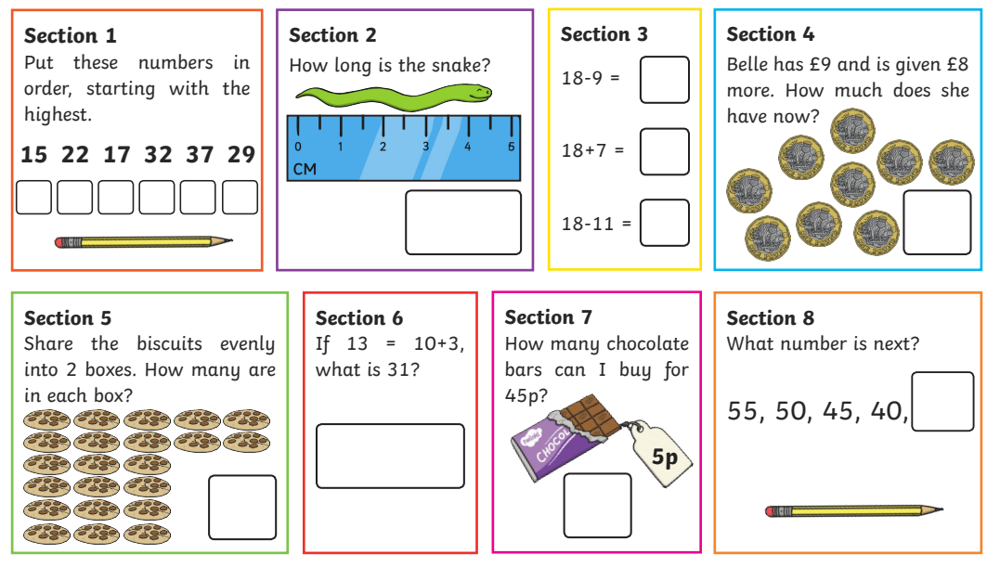 Section 1
Put these numbers in
order, starting with the
highest.
15 22 17 32 37 29
Section 2
How long is the snake?
0 1 2 3 4 5
CM
Section 3
18-9 =
18+7 =
18-11 =
Section 4
Belle has £9 and is given £8
more. How much does she
have now?
Section 5
Share the biscuits evenly
into 2 boxes. How many are
in each box?
Section 6
If 13 = 10+3,
what is 31?
Section 7
How many chocolate
bars can I buy for
45p?
twinkl
CHOCOL
5p
Section 8
What number is next?
55, 50, 45, 40,